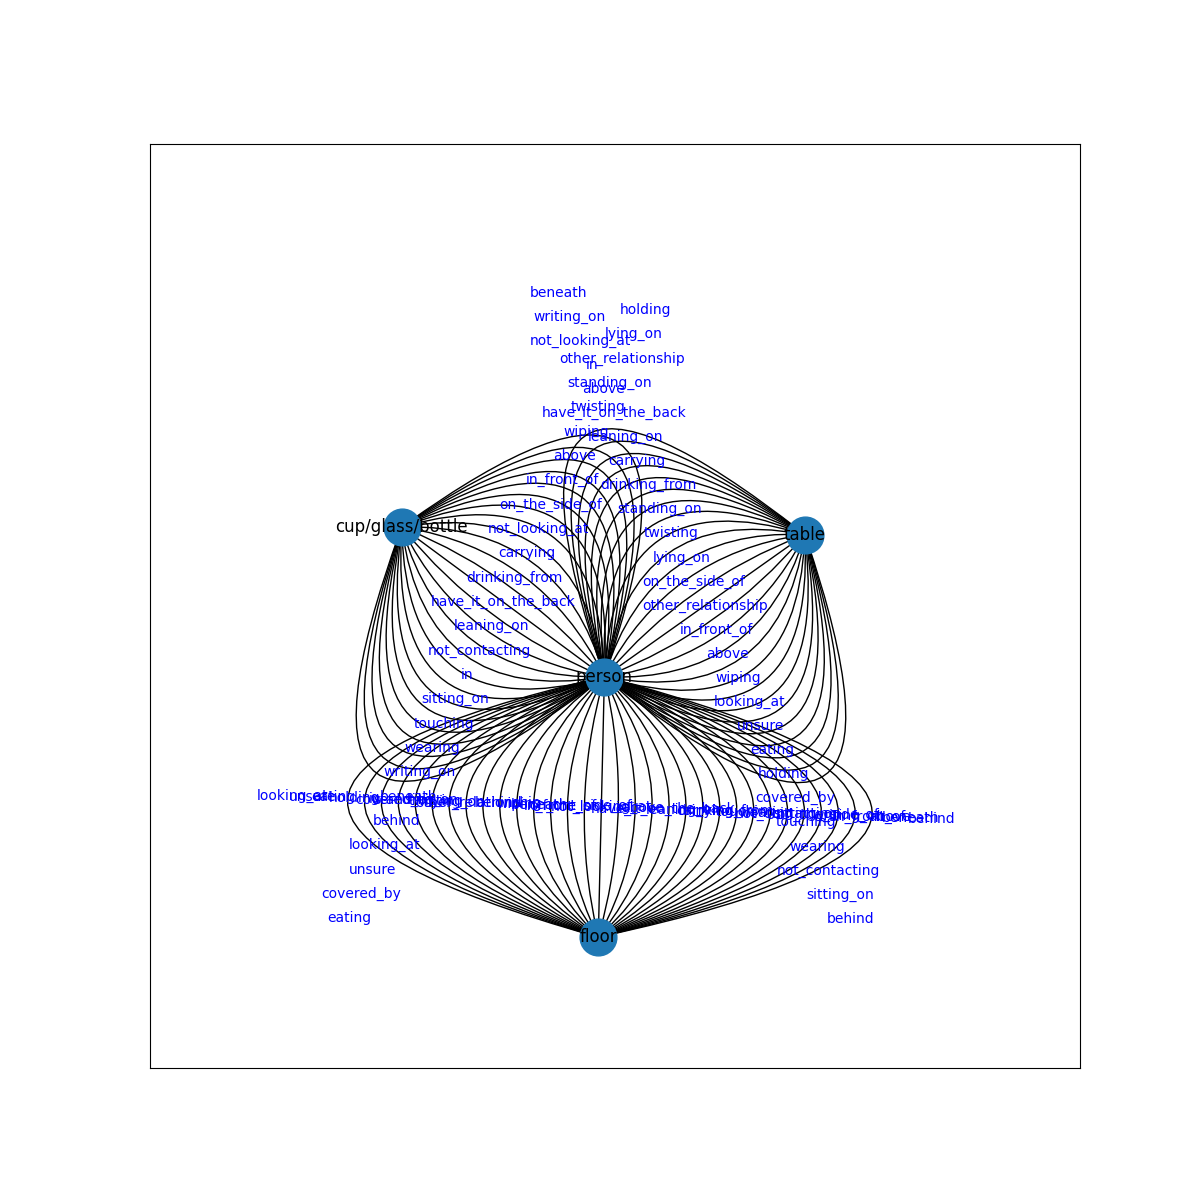 beneath
holding
writing_on
lying_on
not_looking_at
other_relationship
in
standing_on
above
twisting
have_it_on_the_back
wiping
leaning_on
above
carrying
in_front_of
drinking_from
on_the_side_of
standing_on
cup/glass/bottle
not_looking_at
twisting
table
carrying
lying_on
drinking_from
on_the_side_of
have_it_on_the_back
other_relationship
leaning_on
in_front_of
not_contacting
above
in
person
wiping
sitting_on
looking_at
touching
unsure
wearing
eating
writing_on
holding
looking_at
beneath
covered_by
behind
touching
beneath
behind
looking_at
wearing
unsure
not_contacting
covered_by
sitting_on
eating
behind
floor